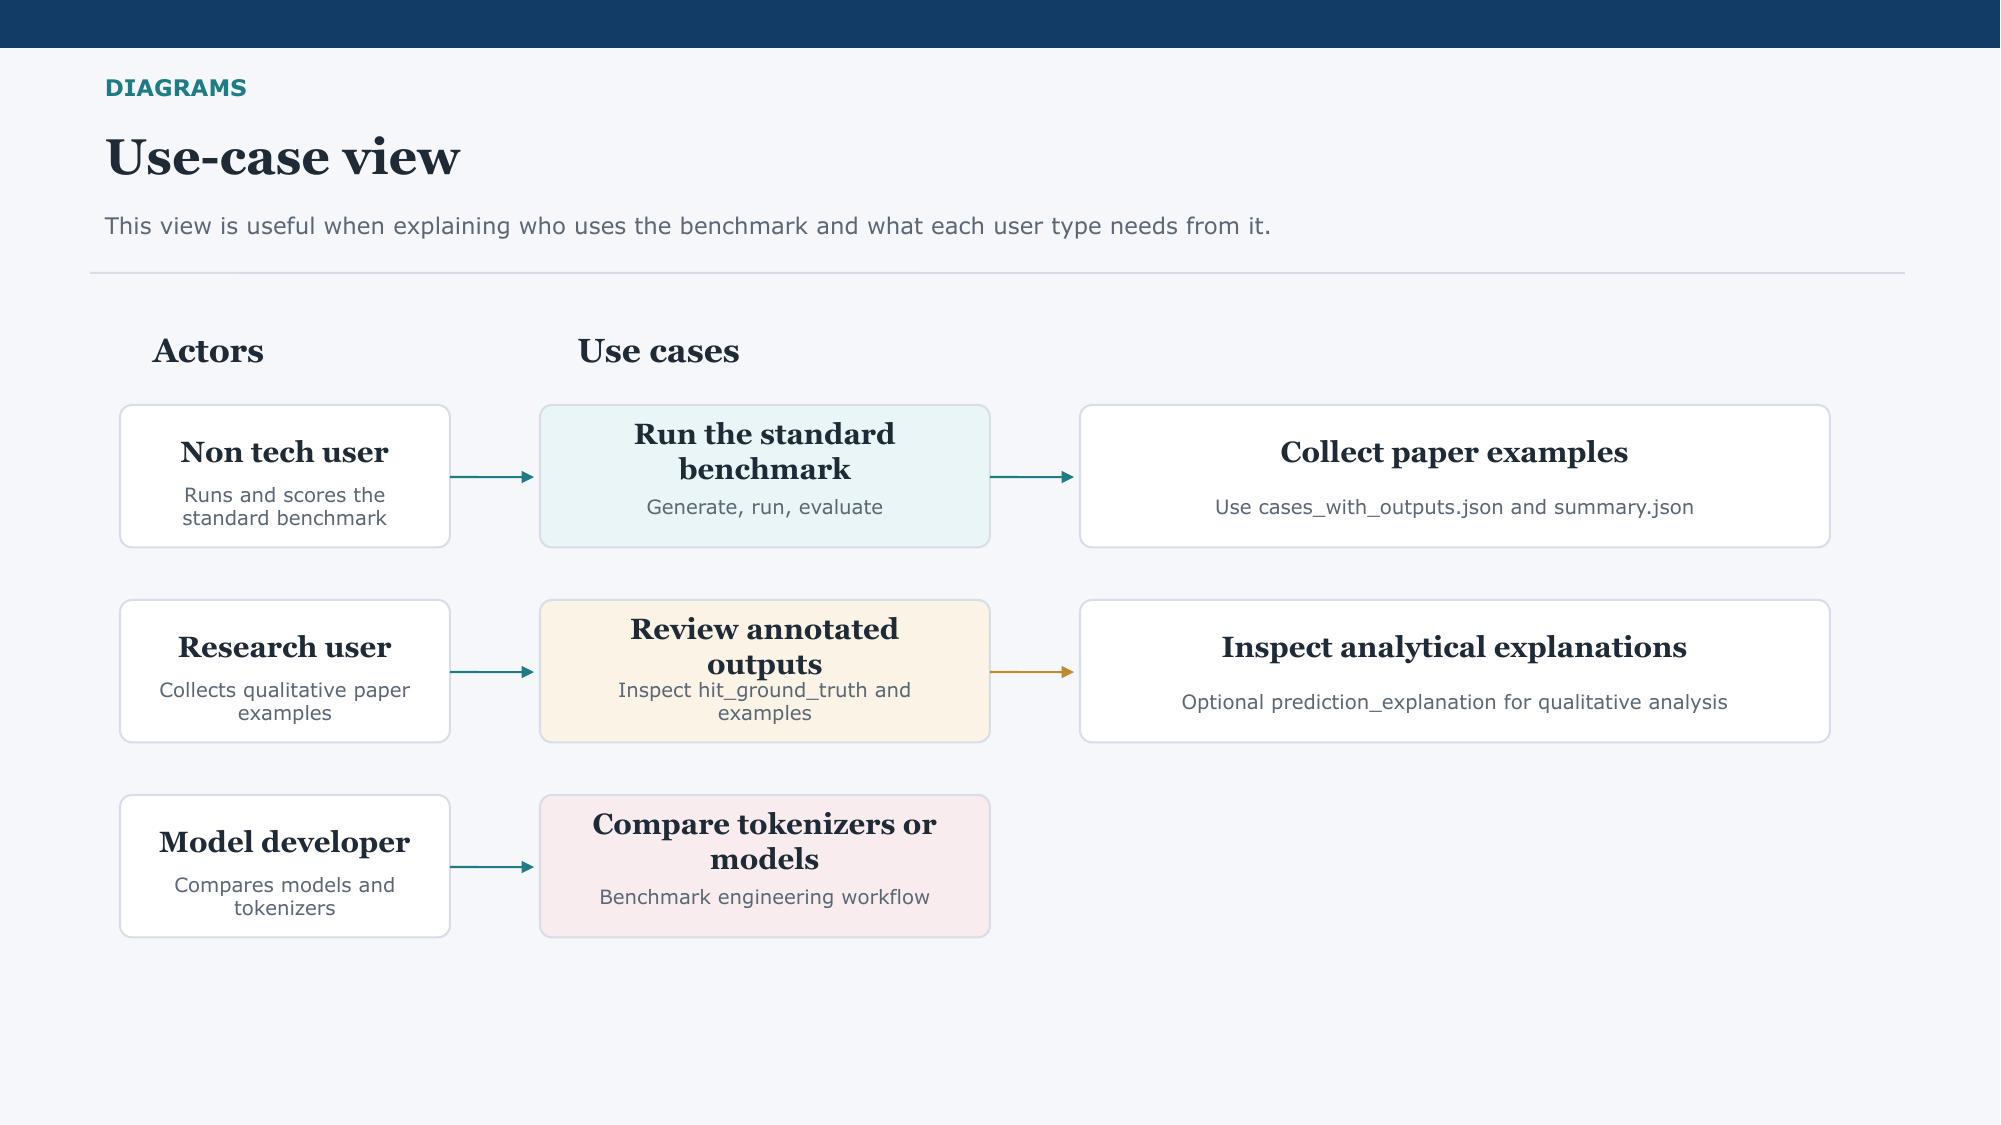 DIAGRAMS
Use-case view
This view is useful when explaining who uses the benchmark and what each user type needs from it.
Actors
Use cases
Non tech user
Runs and scores the
standard benchmark
Run the standard
benchmark
Generate, run, evaluate
Collect paper examples
Use cases_with_outputs.json and summary.json
Research user
Collects qualitative paper
examples
Review annotated
outputs
Inspect hit_ground_truth and
examples
Inspect analytical explanations
Optional prediction_explanation for qualitative analysis
Model developer
Compares models and
tokenizers
Compare tokenizers or
models
Benchmark engineering workflow